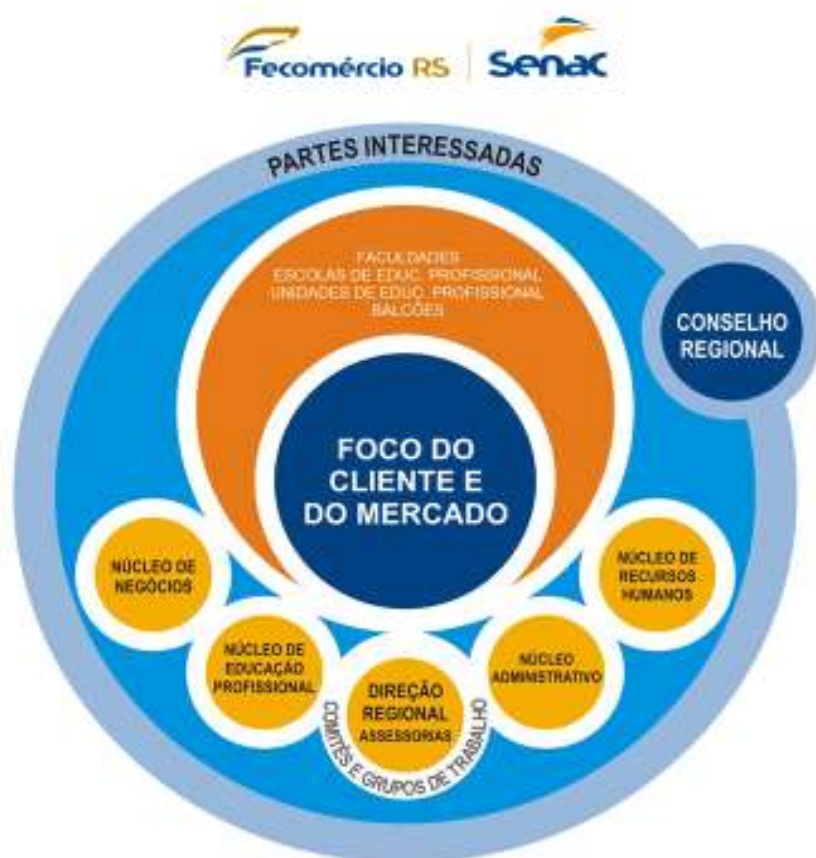 Fecomércio RS
Senac
PARTES INTERESSADAS
FACULDADES
ESCOLAS DE EDUC. PROFISSIONAL
UNIDADES DE EDUC. PROFISSIONAL
BALCÕES
CONSELHO
REGIONAL
FOCO DO
CLIENTE E
DO MERCADO
NÚCLEO DE
NEGÓCIOS
NÚCLEO DE
RECURSOS
HUMANOS
NÚCLEO DE
EDUCAÇÃO
PROFISSIONAL
NÚCLEO
ADMINISTRATIVO
DIREÇÃO
REGIONAL
ASSESSORIAS
COMITÊS E GRUPOS DE TRABALHO